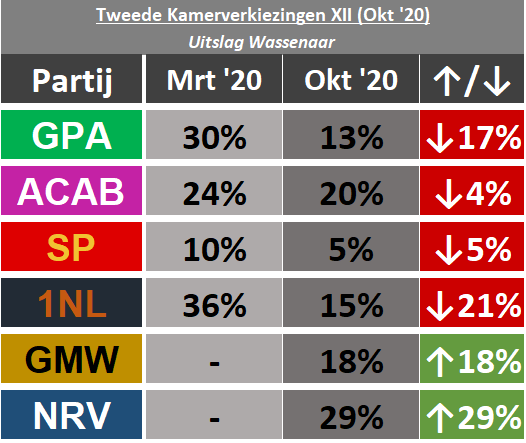 Tweede Kamerverkiezingen XII (Okt '20)
Uitslag Wassenaar
Partij Mrt '20 Okt '20 ↑/↓
GPA 30% 13% ↓17%
ACAB 24% 20% ↓4%
SP 10% 5% ↓5%
1NL 36% 15% ↓21%
GMW - 18% ↑18%
NRV - 29% ↑29%